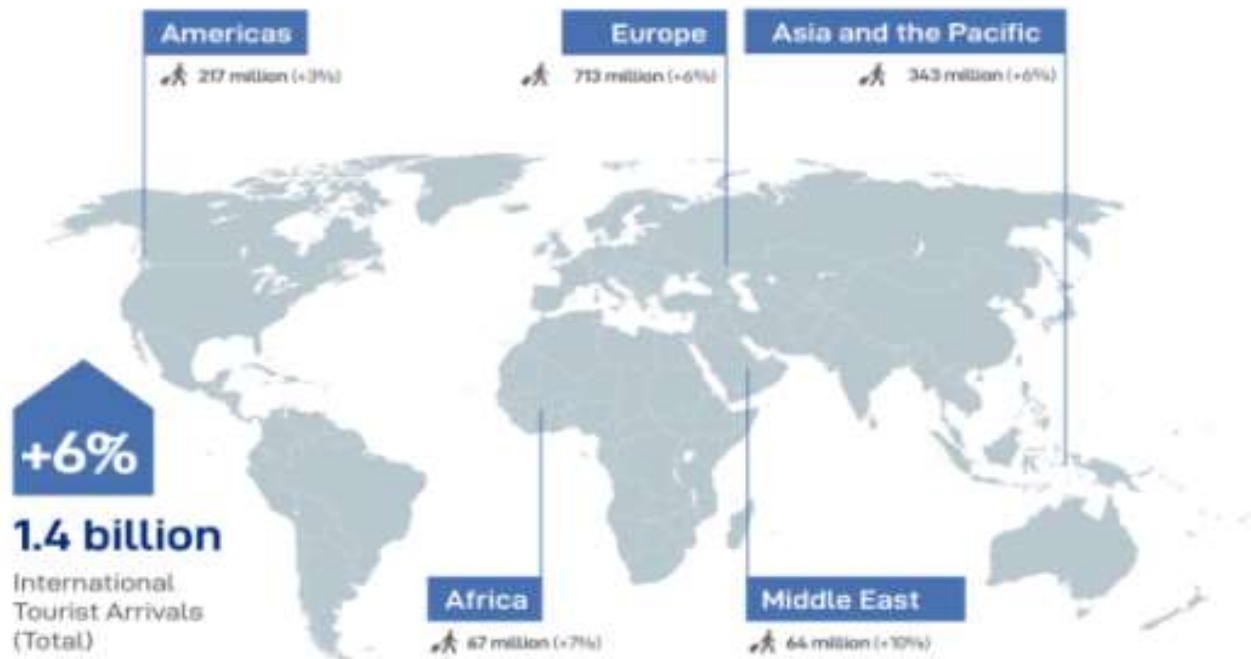 Americas
217 million (+3%)
Europe
713 million (+6%)
Asia and the Pacific
343 million (+6%)
+6%
1.4 billion
International
Tourist Arrivals
(Total)
Africa
67 million (+7%)
Middle East
64 million (+10%)